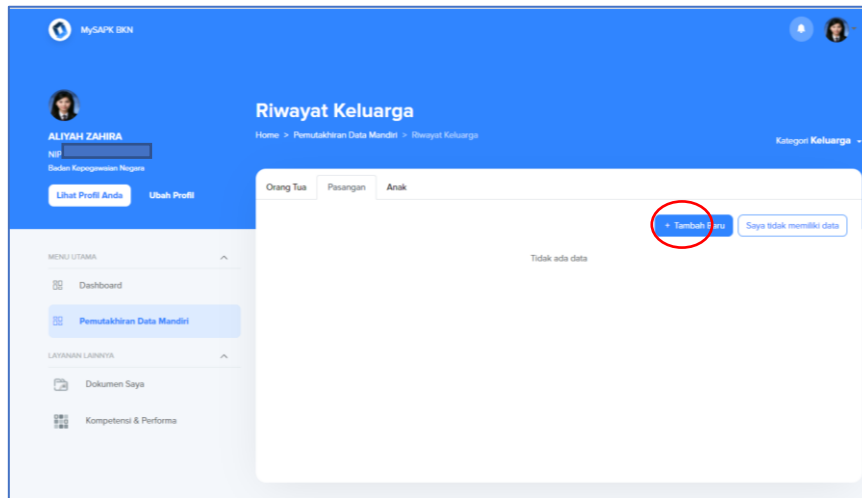 MySAPK BKN
ALIYAH ZAHIRA
NIP
Badan Kepegawaian Negara
Lihat Profil Anda Ubah Profil
Riwayat Keluarga
Home > Pemutakhiran Data Mandiri > Riwayat Keluarga
Kategori Keluarga
Orang Tua Pasangan Anak
+ Tambah Baru Saya tidak memiliki data
Tidak ada data
MENU UTAMA
Dashboard
Pemutakhiran Data Mandiri
LAYANAN LAINNYA
Dokumen Saya
Kompetensi & Performa